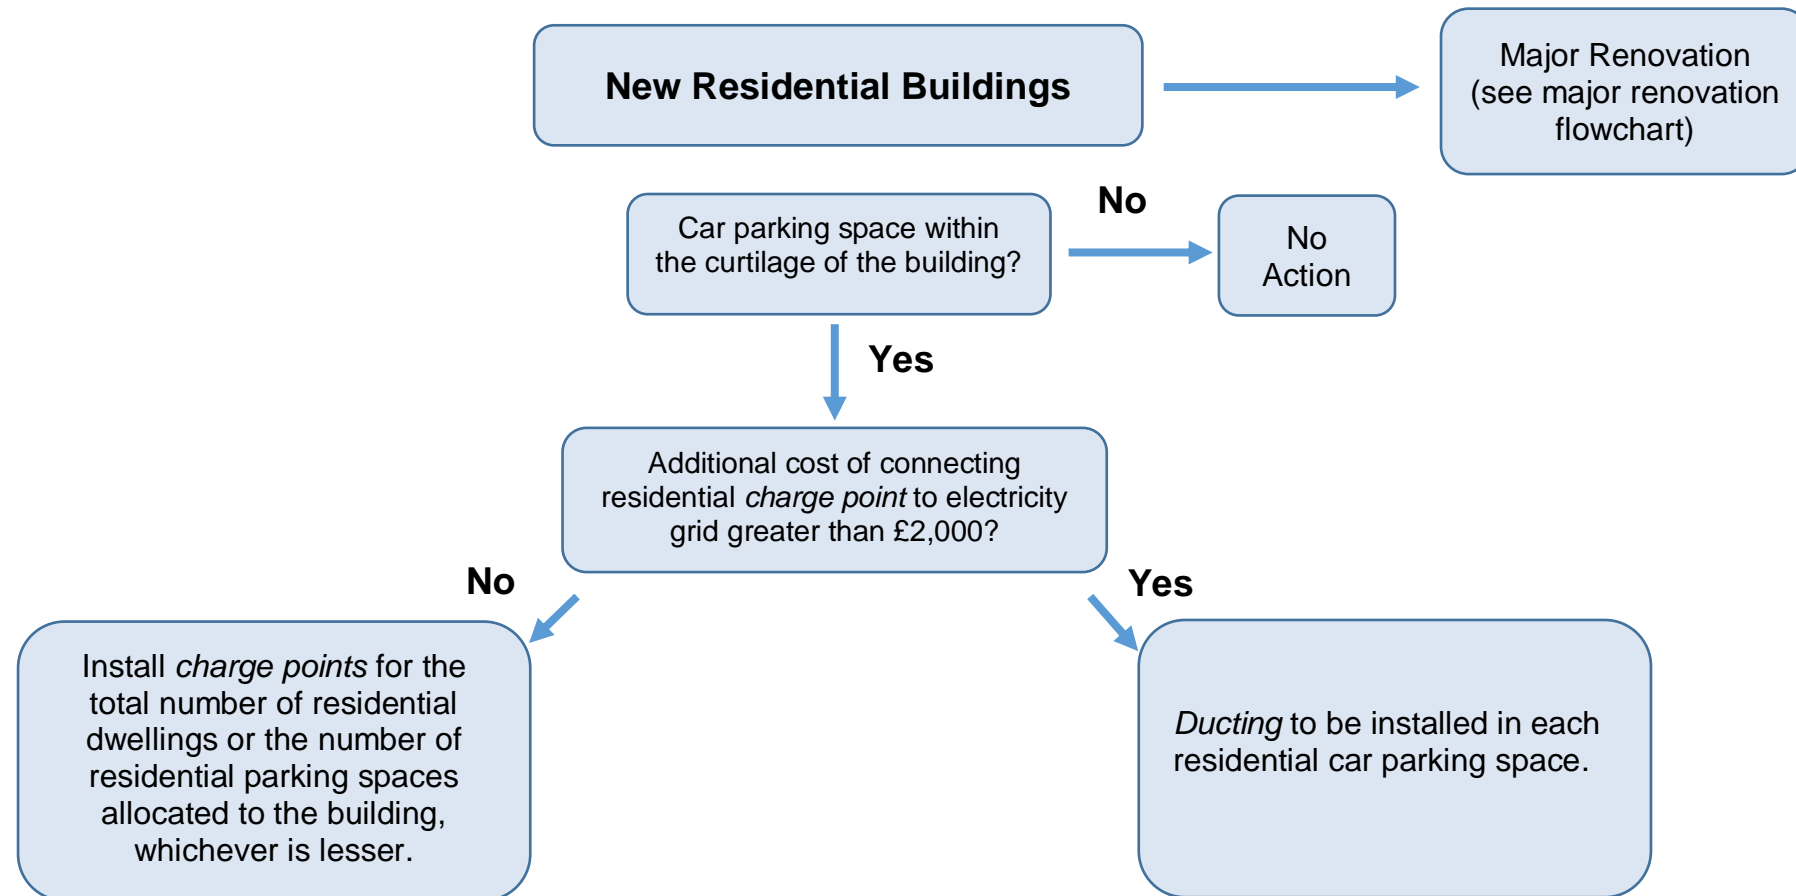 New Residential Buildings
Major Renovation
(see major renovation
flowchart)
Car parking space within
the curtilage of the building?
No
No
Action
Yes
Additional cost of connecting
residential charge point to electricity
grid greater than £2,000?
No
Yes
Install charge points for the
total number of residential
dwellings or the number of
residential parking spaces
allocated to the building,
whichever is lesser.
Ducting to be installed in each
residential car parking space.